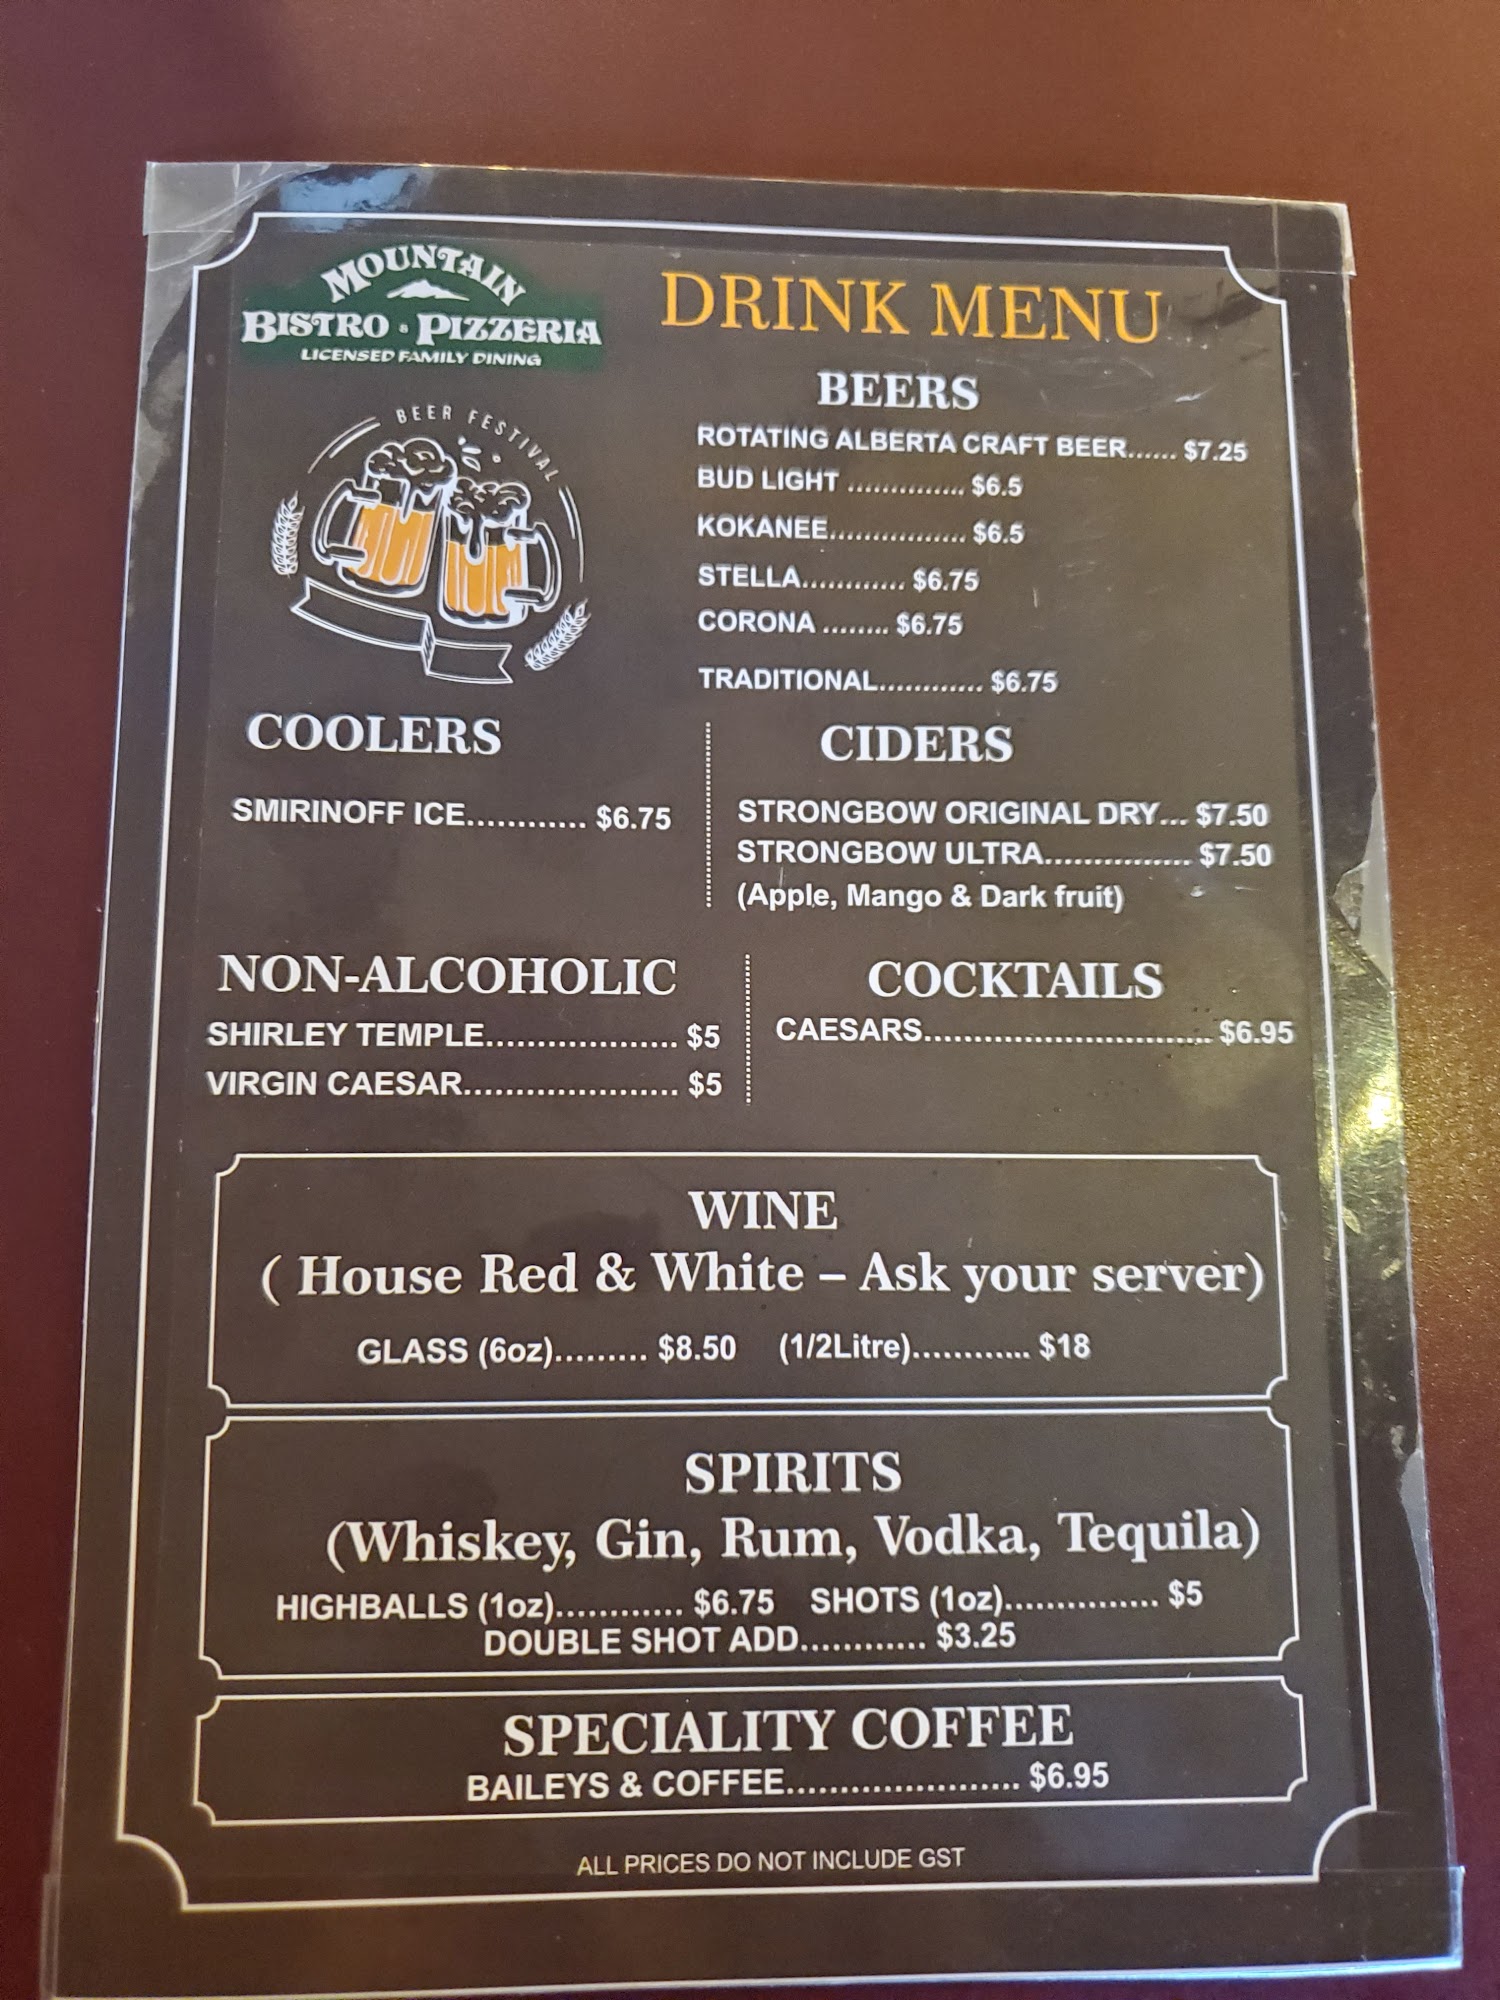 MOUNTAIN
BISTRO & PIZZERIA
LICENSED FAMILY DINING
DRINK MENU
BEER FESTIVAL
BEERS
ROTATING ALBERTA CRAFT BEER...... $7.25
BUD LIGHT .............. $6.5
KOKANEE................. $6.5
STELLA............ $6.75
CORONA ........ $6.75
TRADITIONAL............. $6.75
COOLERS
SMIRINOFF ICE............ $6.75
CIDERS
STRONGBOW ORIGINAL DRY... $7.50
STRONGBOW ULTRA................ $7.50
(Apple, Mango & Dark fruit)
NON-ALCOHOLIC
SHIRLEY TEMPLE.................... $5
VIRGIN CAESAR...................... $5
COCKTAILS
CAESARS.............................. $6.95
WINE
( House Red & White – Ask your server)
GLASS (6oz)......... $8.50 (1/2Litre)............ $18
SPIRITS
(Whiskey, Gin, Rum, Vodka, Tequila)
HIGHBALLS (1oz)............ $6.75 SHOTS (1oz)................ $5
DOUBLE SHOT ADD............ $3.25
SPECIALITY COFFEE
BAILEYS & COFFEE....................... $6.95
ALL PRICES DO NOT INCLUDE GST